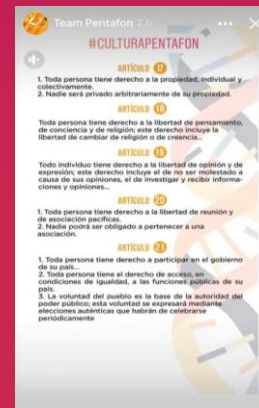 Team Pentafon 2 h
#CULTURAPENTAFON
ARTÍCULO 17
1. Toda persona tiene derecho a la propiedad, individual y
colectivamente.
2. Nadie será privado arbitrariamente de su propiedad.
ARTÍCULO 18
Toda persona tiene derecho a la libertad de pensamiento,
de conciencia y de religión; este derecho incluye la
libertad de cambiar de religión o de creencia...
ARTÍCULO 19
Todo individuo tiene derecho a la libertad de opinión y de
expresión; este derecho incluye el de no ser molestado a
causa de sus opiniones, el de investigar y recibir informa-
ciones y opiniones...
ARTÍCULO 20
1. Toda persona tiene derecho a la libertad de reunión y
de asociación pacíficas.
2. Nadie podrá ser obligado a pertenecer a una
asociación.
ARTÍCULO 21
1. Toda persona tiene derecho a participar en el gobierno
de su país...
2. Toda persona tiene el derecho de acceso, en
condiciones de igualdad, a las funciones públicas de su
país.
3. La voluntad del pueblo es la base de la autoridad del
poder público; esta voluntad se expresará mediante
elecciones auténticas que habrán de celebrarse
periódicamente